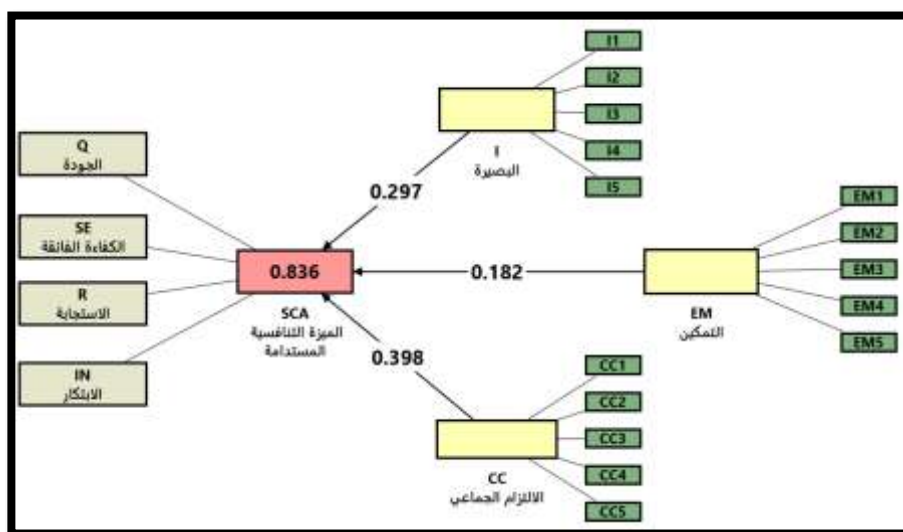 Q
الجودة
SE
الكفاءة الفائقة
R
الاستجابة
IN
الابتكار
0.836
SCA
الميزة التنافسية
المستدامة
0.297
0.182
0.398
I
البصيرة
I1
I2
I3
I4
I5
EM
التمكين
EM1
EM2
EM3
EM4
EM5
CC
الالتزام الجماعي
CC1
CC2
CC3
CC4
CC5